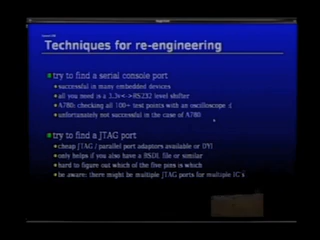 Techniques for re-engineering
try to find a serial console port
successful in many embedded devices
all you need is a 3.3v<->RS232 level shifter
A780: checking all 100+ test points with an oscilloscope :(
unfortunately not successful in the case of A780
try to find a JTAG port
cheap JTAG / parallel port adaptors available or DYI
only helps if you also have a BSDL file or similar
hard to figure out which of the five pins is which
be aware: there might be multiple JTAG ports for multiple IC's